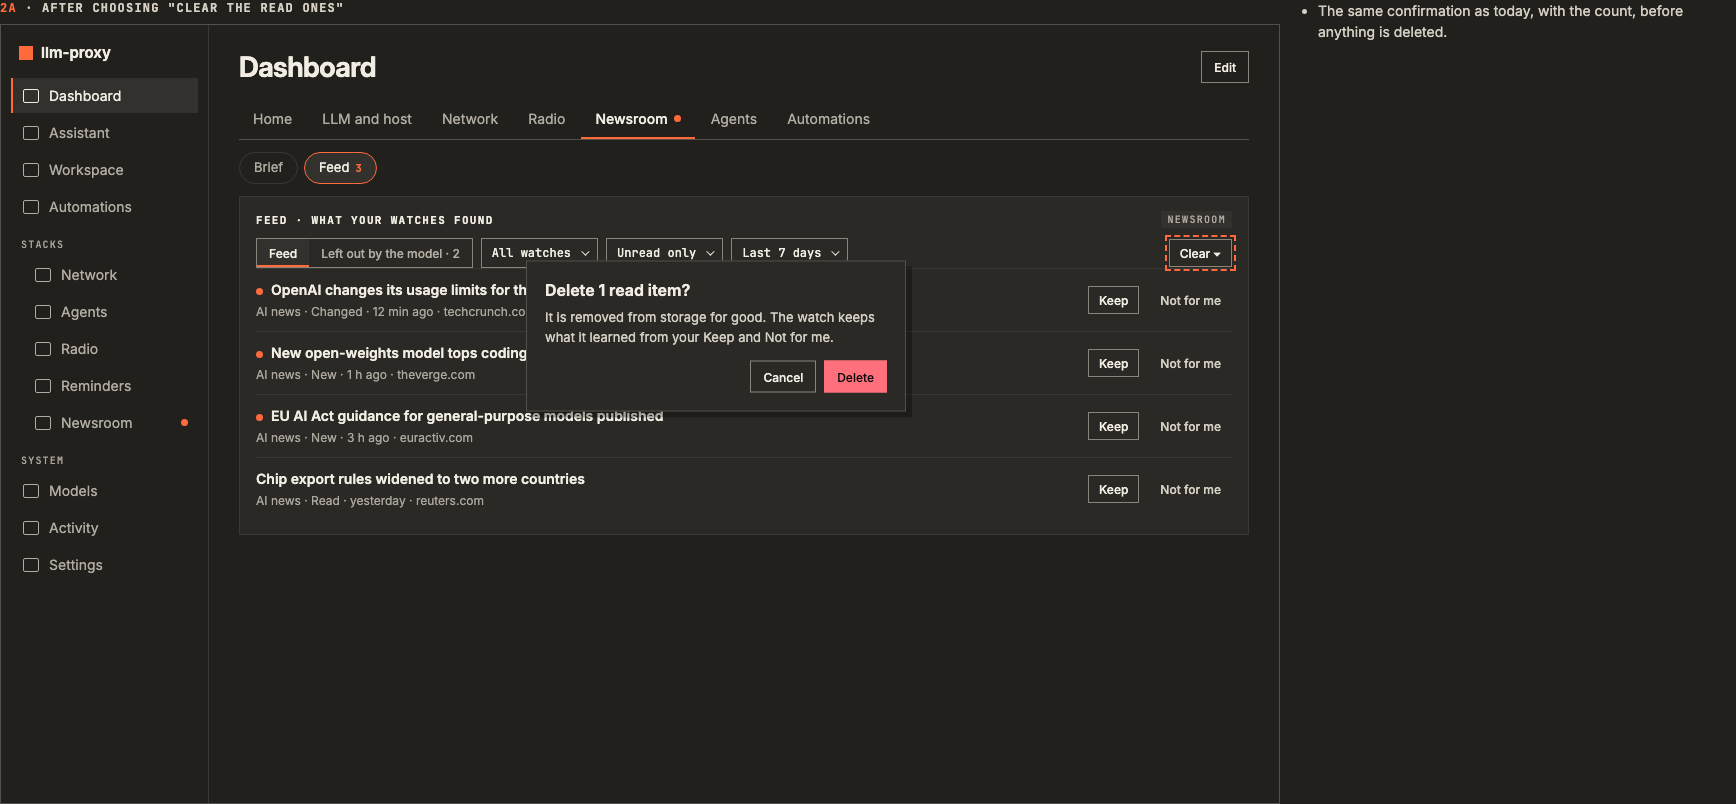 2A · AFTER CHOOSING "CLEAR THE READ ONES"
llm-proxy
Dashboard
Assistant
Workspace
Automations
STACKS
Network
Agents
Radio
Reminders
Newsroom
SYSTEM
Models
Activity
Settings
Dashboard
Edit
Home LLM and host Network Radio Newsroom Agents Automations
Brief Feed 3
FEED · WHAT YOUR WATCHES FOUND NEWSROOM
Feed Left out by the model · 2 All watches Unread only Last 7 days Clear
OpenAI changes its usage limits for th
AI news · Changed · 12 min ago · techcrunch.co
Keep Not for me
New open-weights model tops coding
AI news · New · 1 h ago · theverge.com
Keep Not for me
EU AI Act guidance for general-purpose models published
AI news · New · 3 h ago · euractiv.com
Keep Not for me
Chip export rules widened to two more countries
AI news · Read · yesterday · reuters.com
Keep Not for me
Delete 1 read item?
It is removed from storage for good. The watch keeps
what it learned from your Keep and Not for me.
Cancel Delete
• The same confirmation as today, with the count, before
anything is deleted.